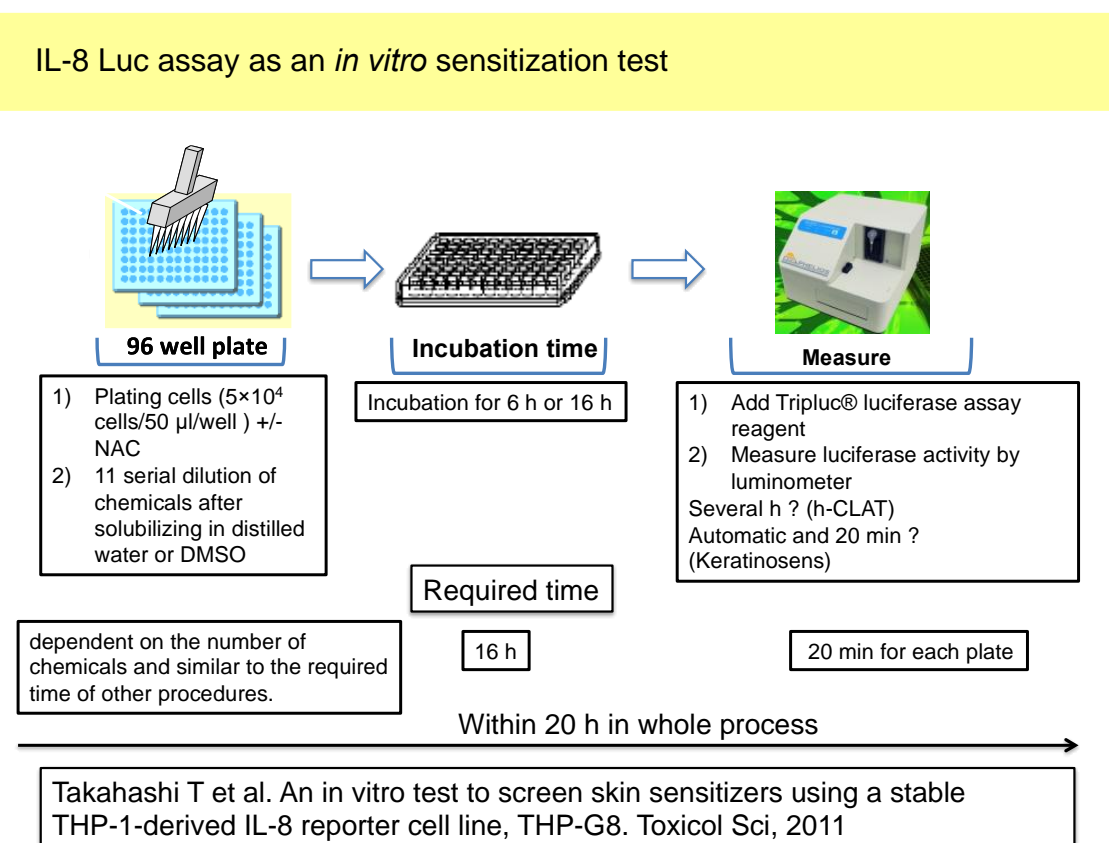 IL-8 Luc assay as an in vitro sensitization test
96 well plate
Incubation time
Measure
1) Plating cells (5×10⁴
cells/50 µl/well ) +/-
NAC
2) 11 serial dilution of
chemicals after
solubilizing in distilled
water or DMSO
Incubation for 6 h or 16 h
1) Add Tripluc® luciferase assay
reagent
2) Measure luciferase activity by
luminometer
Several h ? (h-CLAT)
Automatic and 20 min ?
(Keratinosens)
Required time
dependent on the number of
chemicals and similar to the required
time of other procedures.
16 h
20 min for each plate
Within 20 h in whole process
Takahashi T et al. An in vitro test to screen skin sensitizers using a stable
THP-1-derived IL-8 reporter cell line, THP-G8. Toxicol Sci, 2011